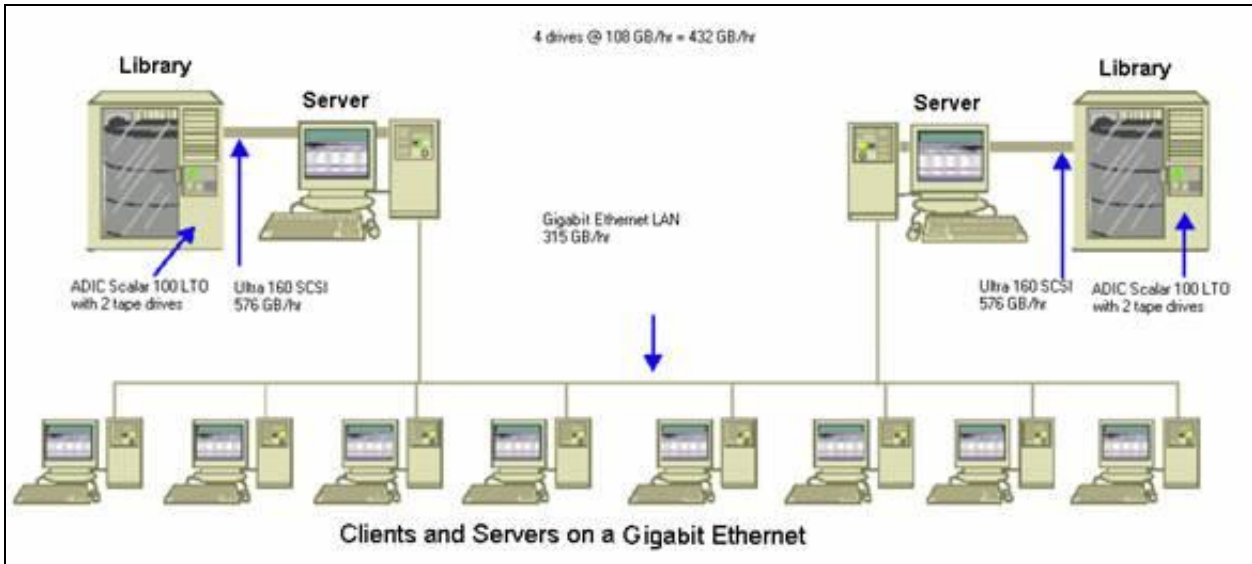 4 drives @ 108 GB/hr = 432 GB/hr
Library
Server
Server
Library
Gigabit Ethernet LAN
315 GB/hr
ADIC Scalar 100 LTO
with 2 tape drives
Ultra 160 SCSI
576 GB/hr
Ultra 160 SCSI
576 GB/hr
ADIC Scalar 100 LTO
with 2 tape drives
Clients and Servers on a Gigabit Ethernet